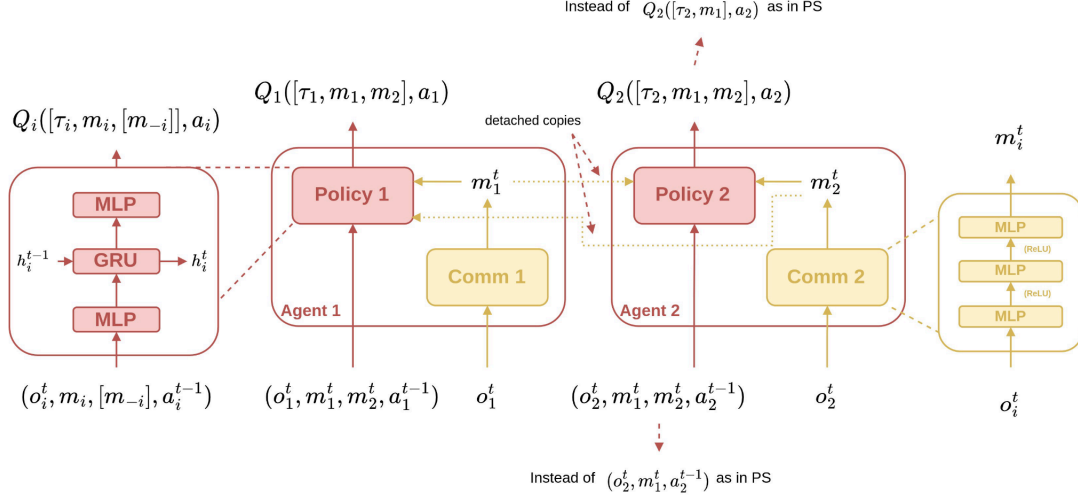 Instead of Q_2([τ_2, m_1], a_2) as in PS
Q_i([τ_i, m_i, [m_{-i}]], a_i)
Q_1([τ_1, m_1, m_2], a_1)
Q_2([τ_2, m_1, m_2], a_2)
detached copies
m_i^t
MLP
GRU
MLP
h_i^{t-1}
h_i^t
Policy 1
m_1^t
Comm 1
Agent 1
Policy 2
m_2^t
Comm 2
Agent 2
MLP
(ReLU)
MLP
(ReLU)
MLP
(o_i^t, m_i, [m_{-i}], a_i^{t-1})
(o_1^t, m_1^t, m_2^t, a_1^{t-1})
o_1^t
(o_2^t, m_1^t, m_2^t, a_2^{t-1})
o_2^t
o_i^t
Instead of (o_2^t, m_1^t, a_2^{t-1}) as in PS